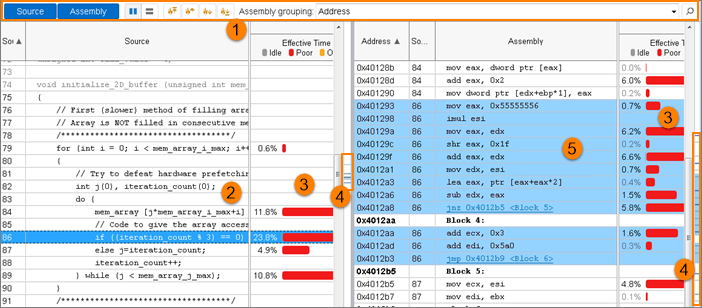 Source Assembly Assembly grouping: Address
1
So▲ Source Effective Time
Idle Poor O
73
74 void initialize_2D_buffer (unsigned int mem_
75 {
76 // First (slower) method of filling arra
77 // Array is NOT filled in consecutive me
78 /*********************************/
79 for (int i = 0; i < mem_array_i_max; i++ 0.6%
80 {
81 // Try to defeat hardware prefetchin
82 int j(0), iteration_count(0);
83 do {
84 mem_array [j*mem_array_i_max+i] 11.8%
85 // Code to give the array access
86 if ((iteration_count % 3) == 0) 23.8%
87 else j=iteration_count; 4.9%
88 iteration_count++;
89 } while (j < mem_array_j_max); 10.8%
90 }
91 /*********************************/
2
3
4
Address ▲ So... Assembly Effective Ti
Idle Poor
0x40128b 84 mov eax, dword ptr [eax] 0.0%
0x40128d 84 add eax, 0x2 6.0%
0x401290 84 mov dword ptr [edx+ebp*1], eax 0.2%
0x401293 86 mov eax, 0x55555556 0.7%
0x401298 86 imul esi
0x40129a 86 mov eax, edx 6.2%
0x40129c 86 shr eax, 0x1f 0.2%
0x40129f 86 add eax, edx 6.6%
0x4012a1 86 mov edx, esi 0.7%
0x4012a3 86 lea eax, ptr [eax+eax*2] 0.4%
0x4012a6 86 sub edx, eax 1.5%
0x4012a8 86 jnz 0x4012b5 <Block 5> 5.8%
0x4012aa Block 4:
0x4012aa 86 add ecx, 0x3 1.6%
0x4012ad 86 add edi, 0x5a0 0.3%
0x4012b3 86 jmp 0x4012b9 <Block 6>
0x4012b5 Block 5:
0x4012b5 87 mov ecx, esi 4.8%
0x4012b7 87 mov edi, ebx 0.1%
3
5
4